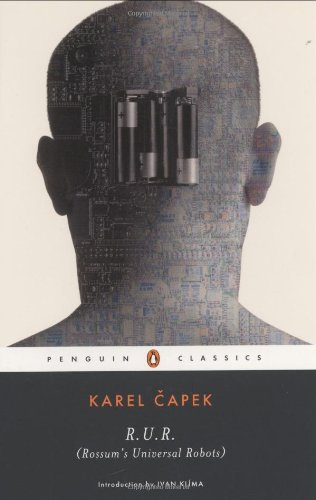 PENGUIN CLASSICS
KAREL ČAPEK
R.U.R.
(Rossum's Universal Robots)
Introduction by IVAN KLÍMA